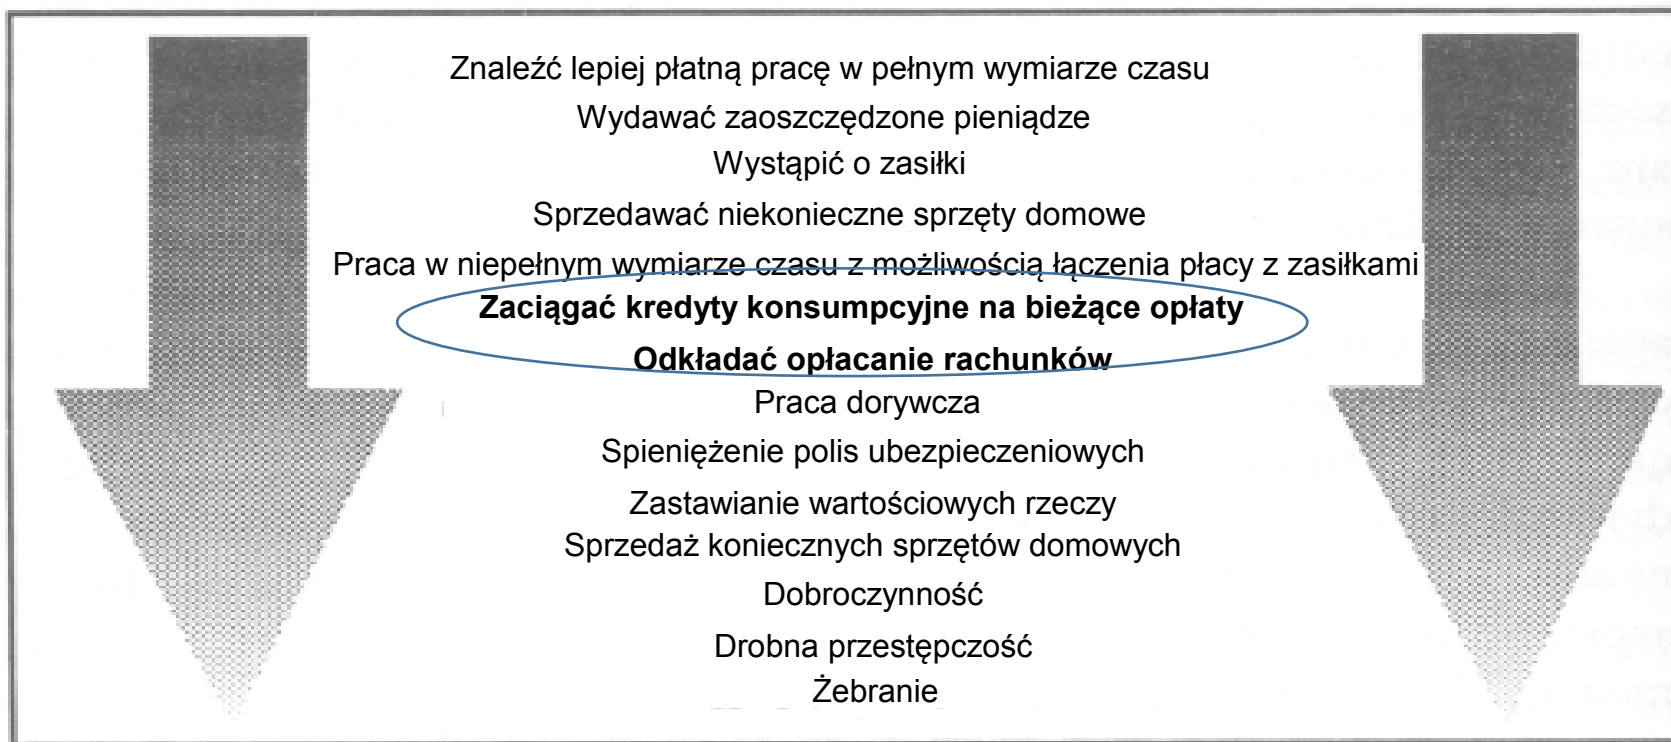 Znaleźć lepiej płatną pracę w pełnym wymiarze czasu
Wydawać zaoszczędzone pieniądze
Wystąpić o zasiłki
Sprzedawać niekonieczne sprzęty domowe
Praca w niepełnym wymiarze czasu z możliwością łączenia płacy z zasiłkami
Zaciągać kredyty konsumpcyjne na bieżące opłaty
Odkładać opłacanie rachunków
Praca dorywcza
Spieniężenie polis ubezpieczeniowych
Zastawianie wartościowych rzeczy
Sprzedaż koniecznych sprzętów domowych
Dobroczynność
Drobna przestępczość
Żebranie